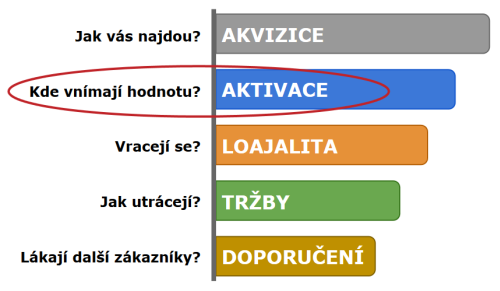 Jak vás najdou? AKVIZICE
Kde vnímají hodnotu? AKTIVACE
Vracejí se? LOAJALITA
Jak utrácejí? TRŽBY
Lákají další zákazníky? DOPORUČENÍ